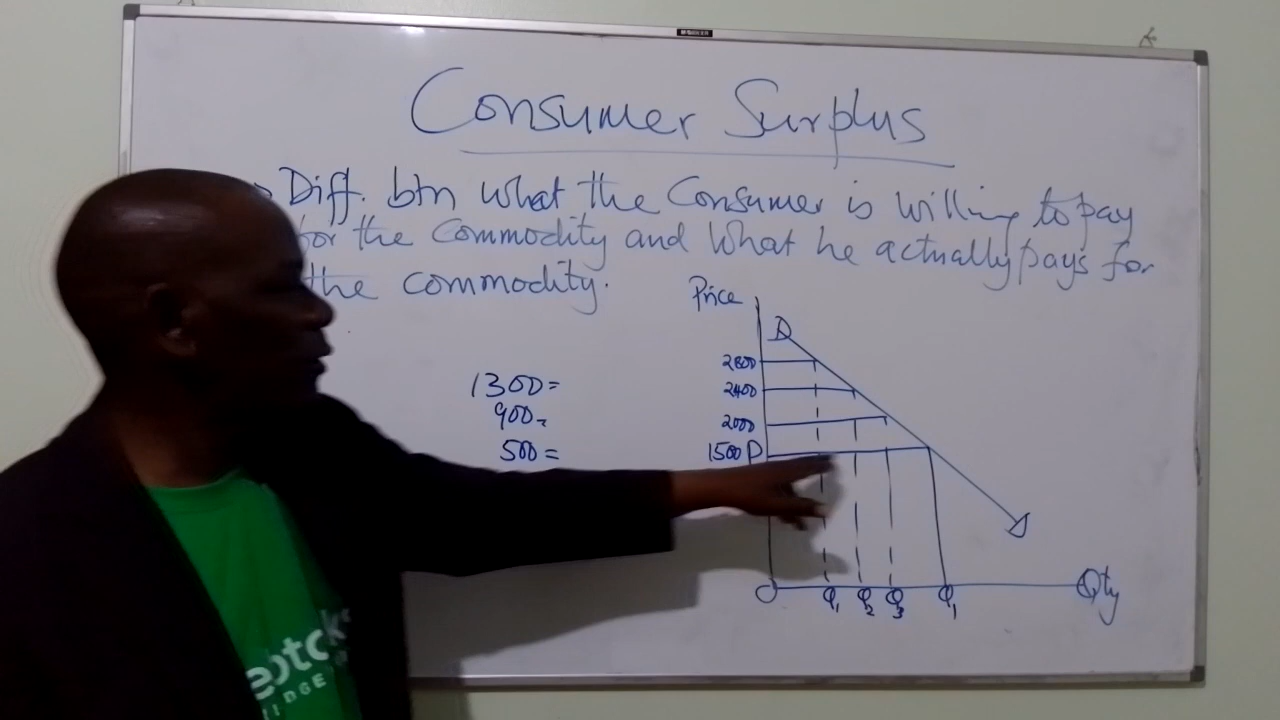 Consumer Surplus
Diff. btn what the Consumer is willing to pay
for the commodity and what he actually pays for
the commodity.
Price
D
2800
2400
2000
1500 P
1300=
900=
500=
D
O
Q1
Q2
Q3
Q1
Qty